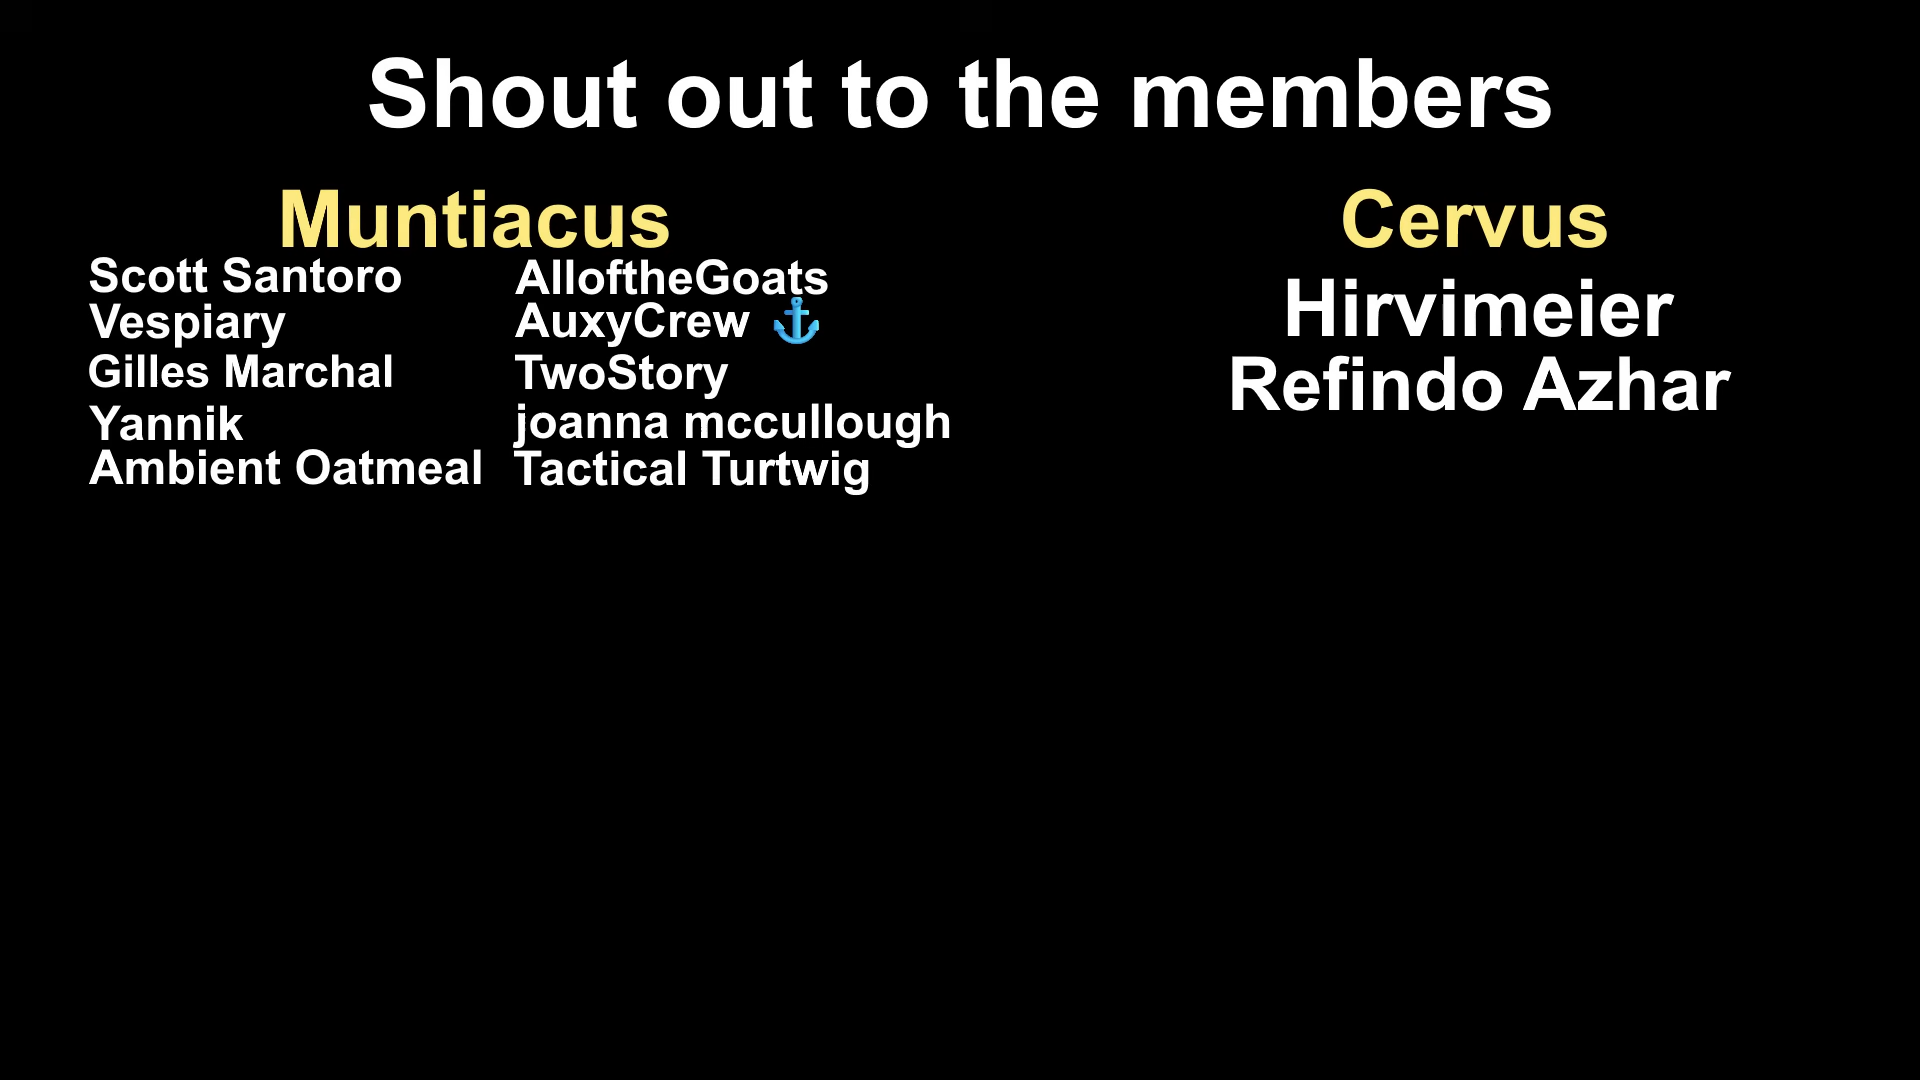 Shout out to the members
Muntiacus
Scott Santoro
Vespiary
Gilles Marchal
Yannik
Ambient Oatmeal
AlloftheGoats
AuxyCrew ⚓
TwoStory
joanna mccullough
Tactical Turtwig
Cervus
Hirvimeier
Refindo Azhar